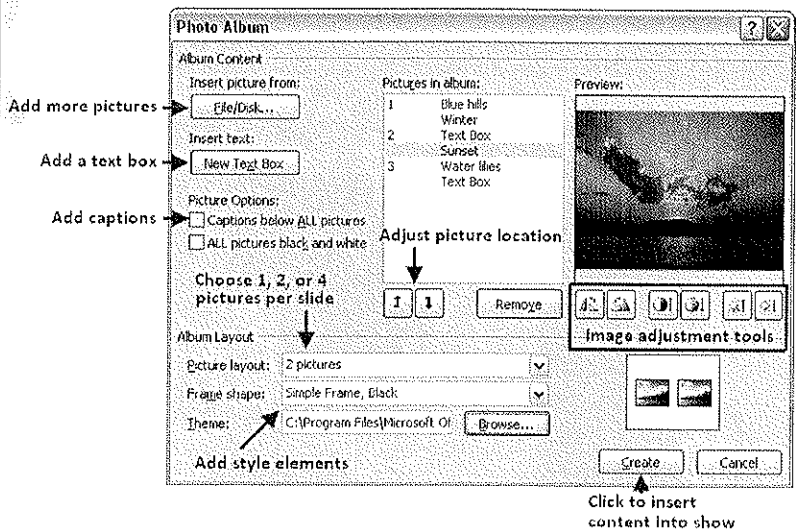 Photo Album
Album Content
Insert picture from:
Add more pictures
File/Disk...
Insert text:
Add a text box
New Text Box
Picture Options:
Add captions
Captions below ALL pictures
ALL pictures black and white
Pictures in album:
1 Blue hills
Winter
2 Text Box
Sunset
3 Water lilies
Text Box
Adjust picture location
Remove
Preview:
Image adjustment tools
Choose 1, 2, or 4
pictures per slide
Album Layout
Picture layout: 2 pictures
Frame shape: Simple Frame, Black
Theme: C:\Program Files\Microsoft Of
Browse...
Add style elements
Create
Cancel
Click to insert
content into show